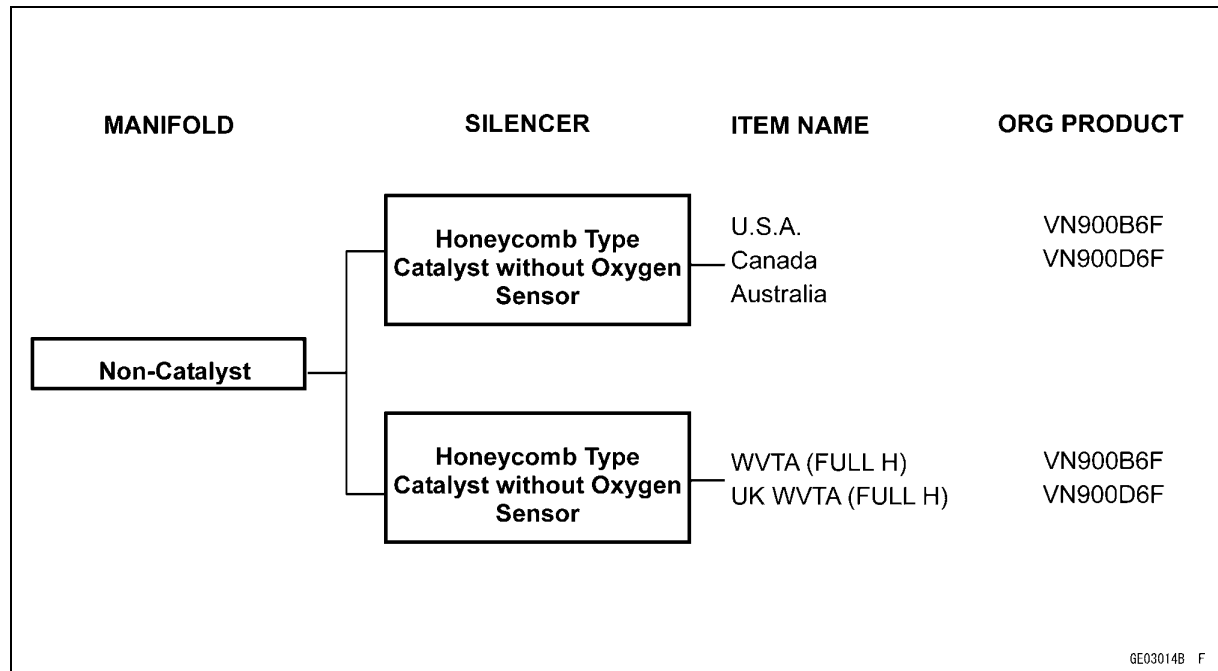 MANIFOLD SILENCER ITEM NAME ORG PRODUCT
Non-Catalyst
Honeycomb Type
Catalyst without Oxygen
Sensor
U.S.A. VN900B6F
Canada VN900D6F
Australia
Honeycomb Type
Catalyst without Oxygen
Sensor
WVTA (FULL H) VN900B6F
UK WVTA (FULL H) VN900D6F
GE03014B F